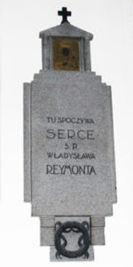 TU SPOCZYWA
SERCE
Ś.P.
WŁADYSŁAWA
REYMONTA